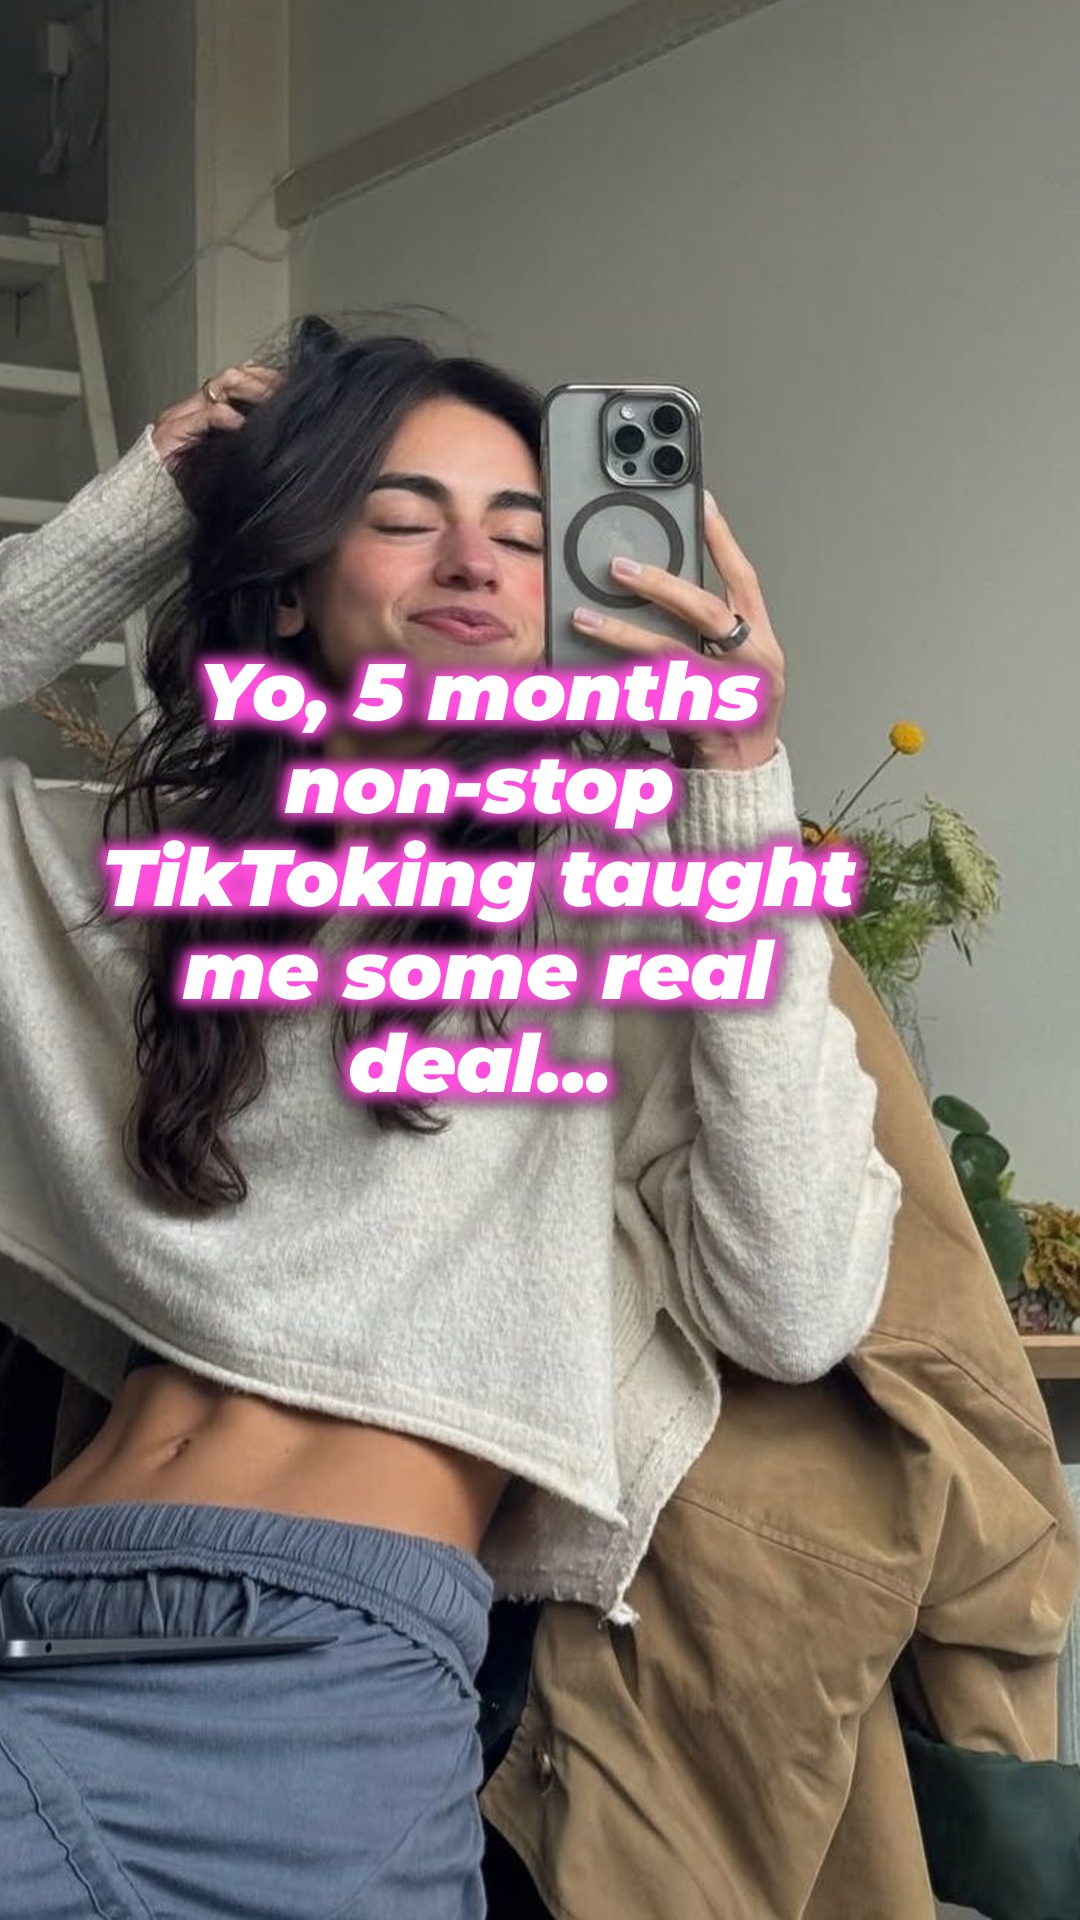 Yo, 5 months
non-stop
TikToking taught
me some real
deal...